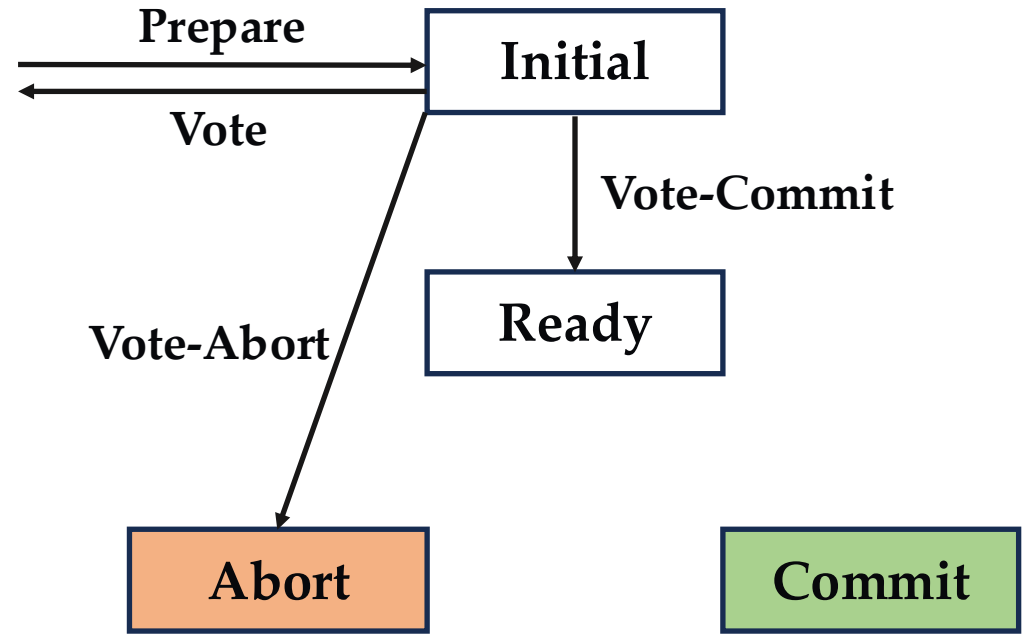 Prepare
Initial
Vote
Vote-Commit
Ready
Vote-Abort
Abort
Commit